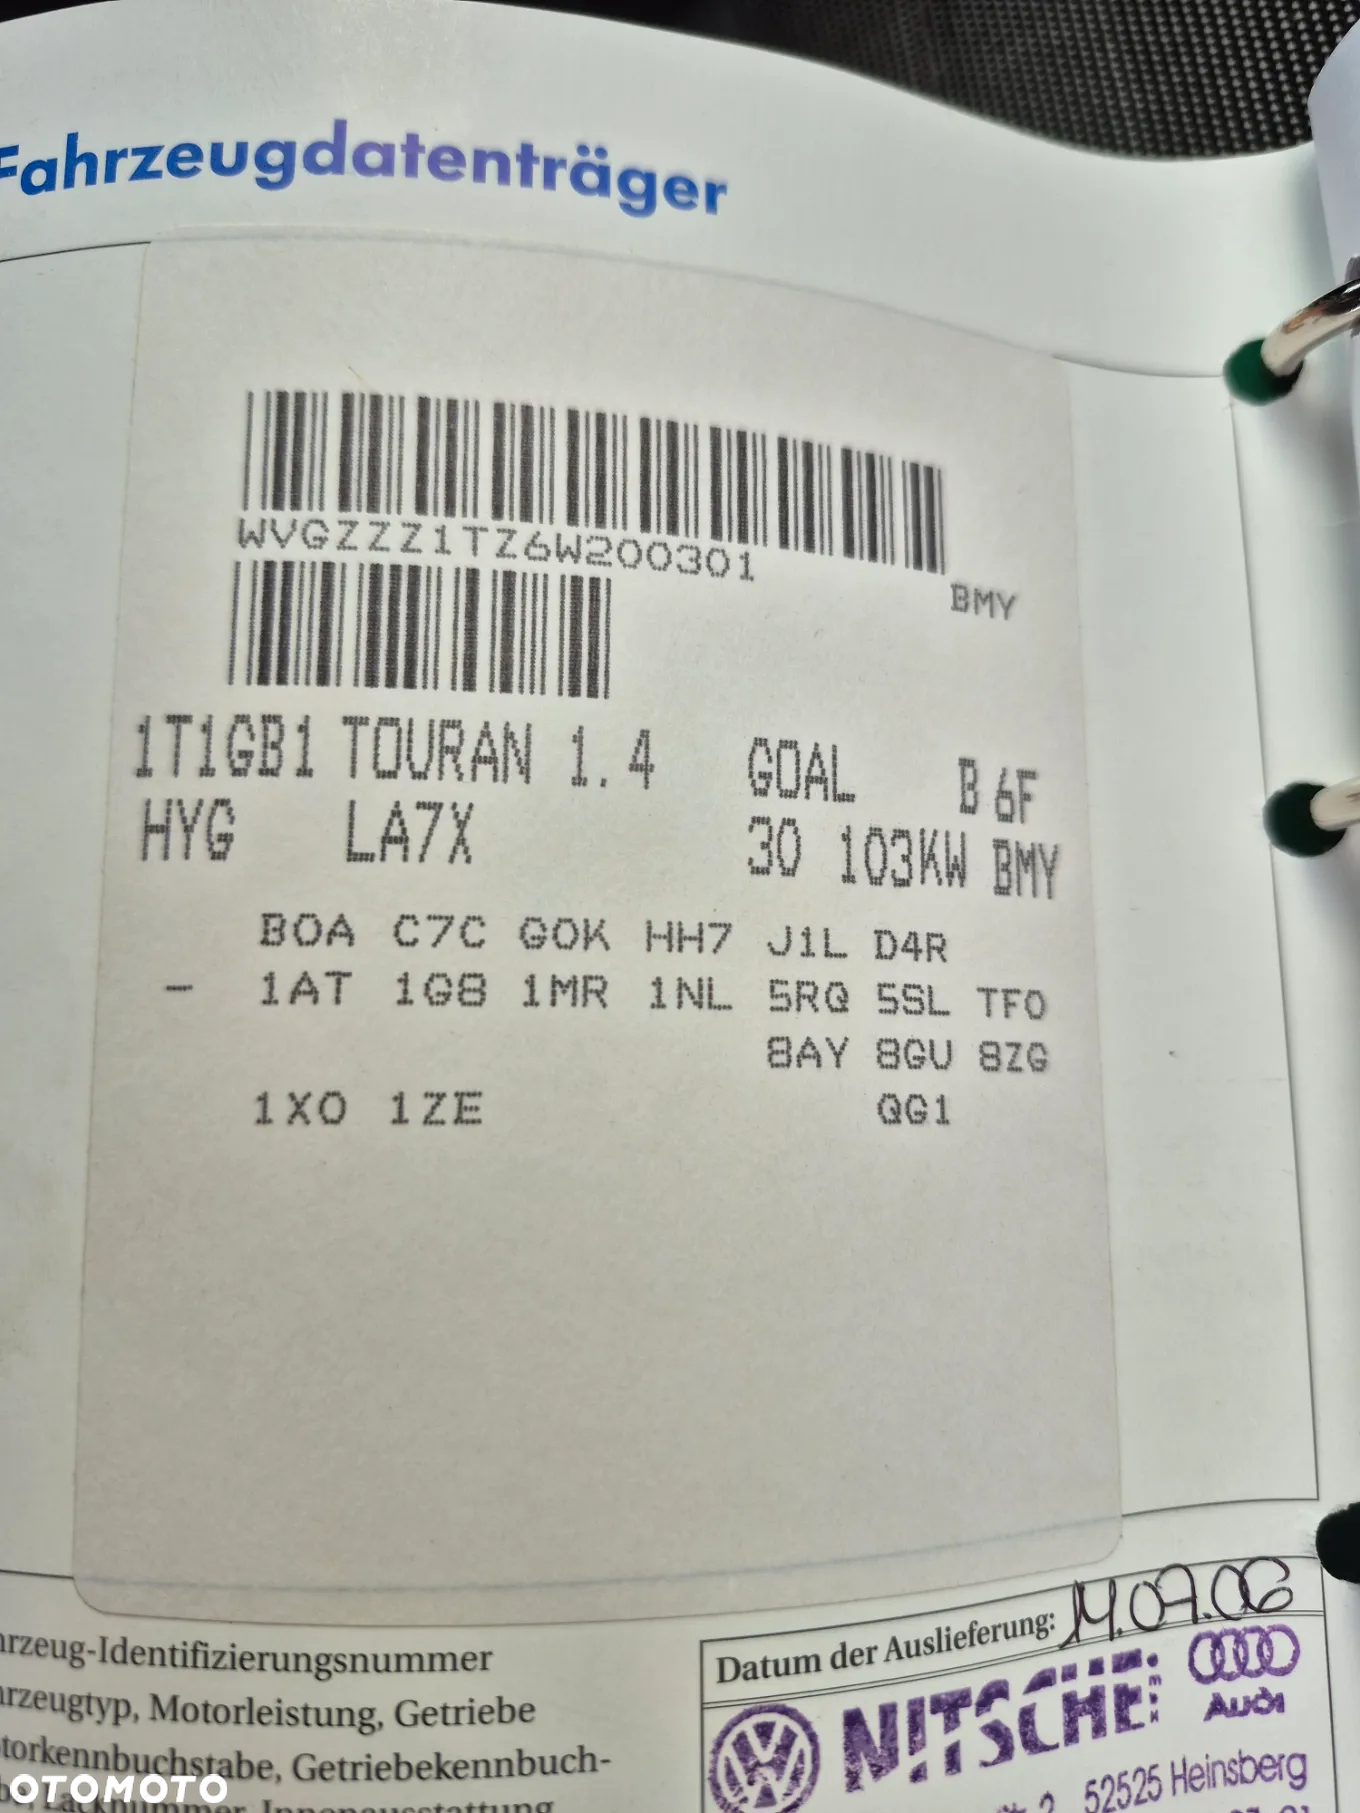 Fahrzeugdatenträger
WVGZZZ1TZ6W200301
BMY
1T1GB1 TOURAN 1.4 GOAL B 6F
HYG LA7X 30 103KW BMY
B0A C7C G0K HH7 J1L D4R
- 1AT 1G8 1MR 1NL 5RQ 5SL TF0
8AY 8GU 8ZG
1X0 1ZE QG1
Datum der Auslieferung: 14.07.06
NITSCHE
Audi
52525 Heinsberg
rzeug-Identifizierungsnummer
rzeugtyp, Motorleistung, Getriebe
torkennbuchstabe, Getriebekennbuch-
OTOMOTO